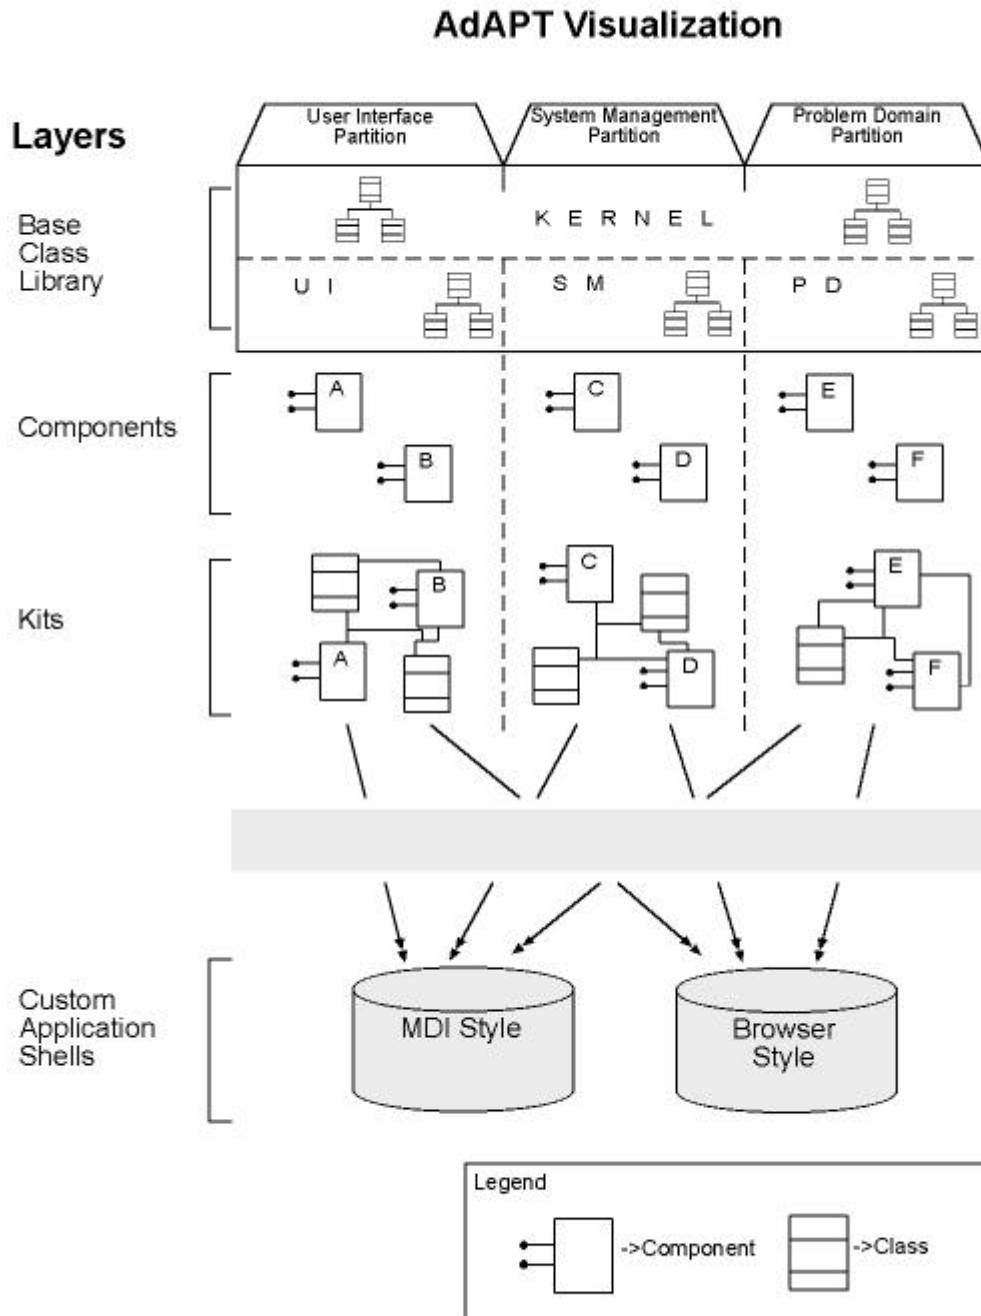 AdAPT Visualization
Layers
User Interface
Partition
System Management
Partition
Problem Domain
Partition
Base
Class
Library
K E R N E L
U I
S M
P D
Components
A
B
C
D
E
F
Kits
B
A
C
D
E
F
Custom
Application
Shells
MDI Style
Browser
Style
Legend
->Component
->Class